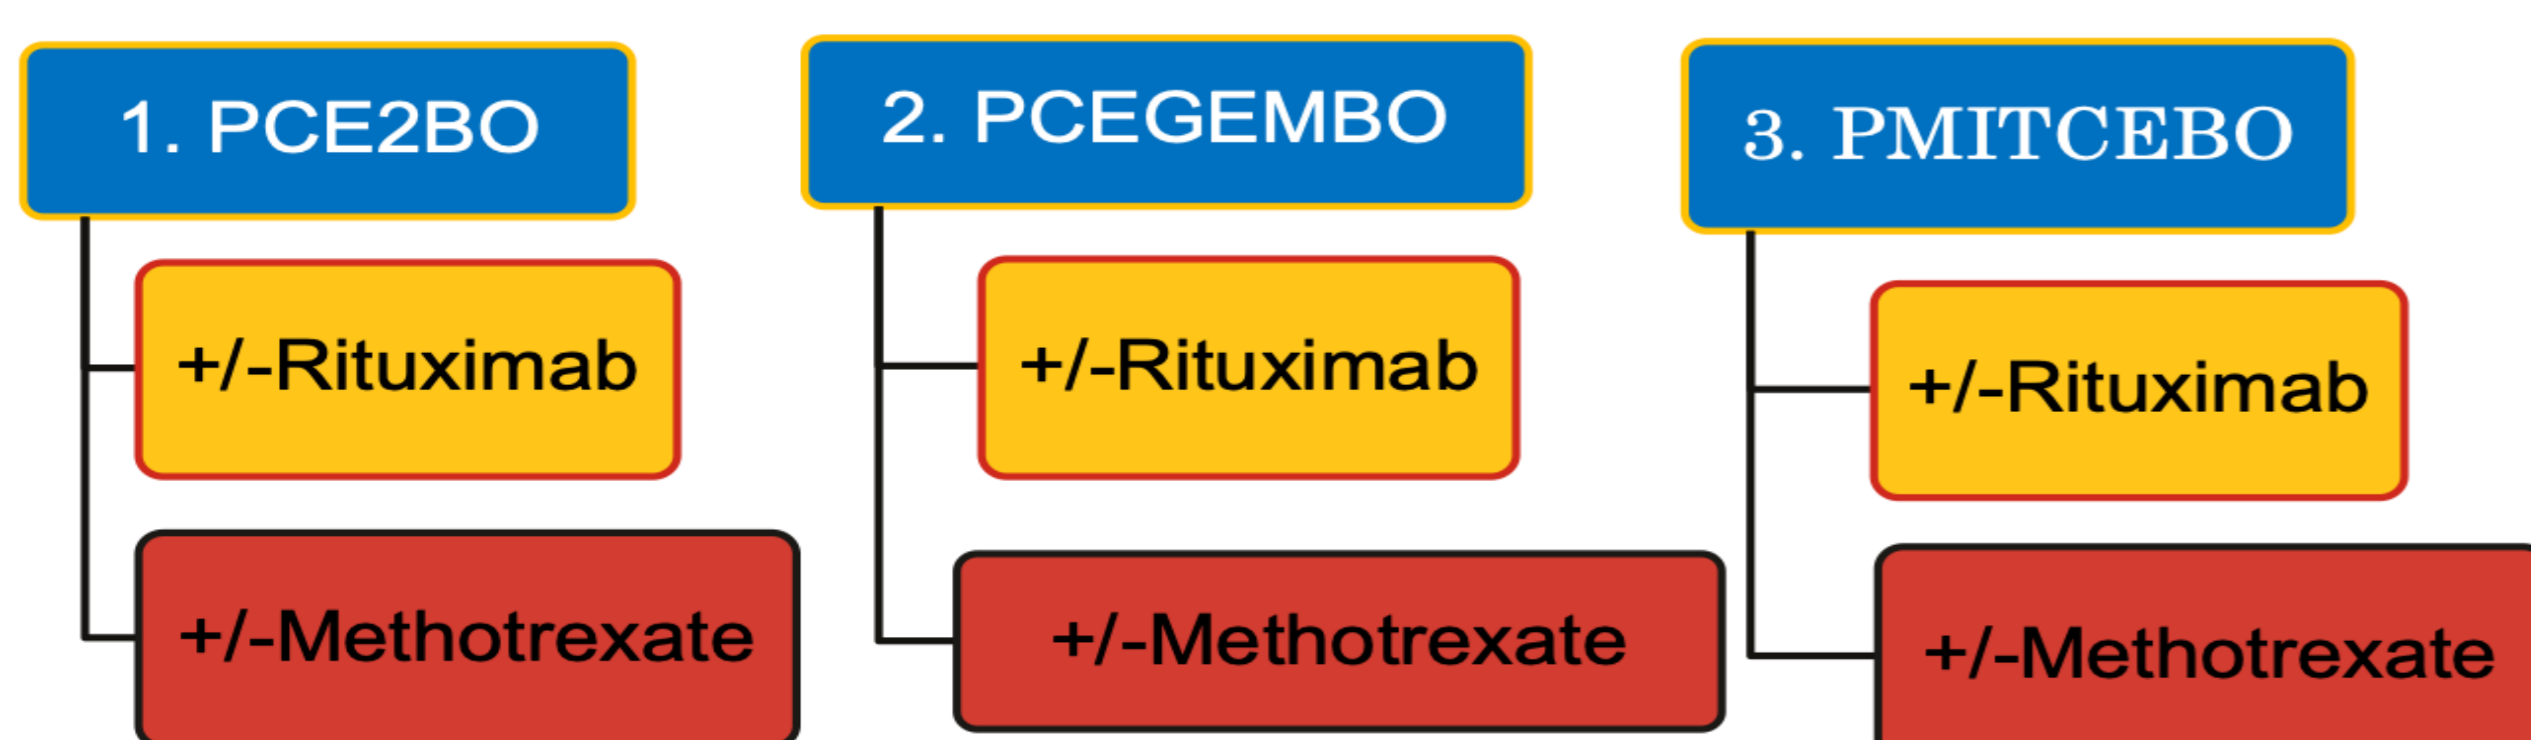 1. PCE2BO
+/-Rituximab
+/-Methotrexate
2. PCEGEMBO
+/-Rituximab
+/-Methotrexate
3. PMITCEBO
+/-Rituximab
+/-Methotrexate